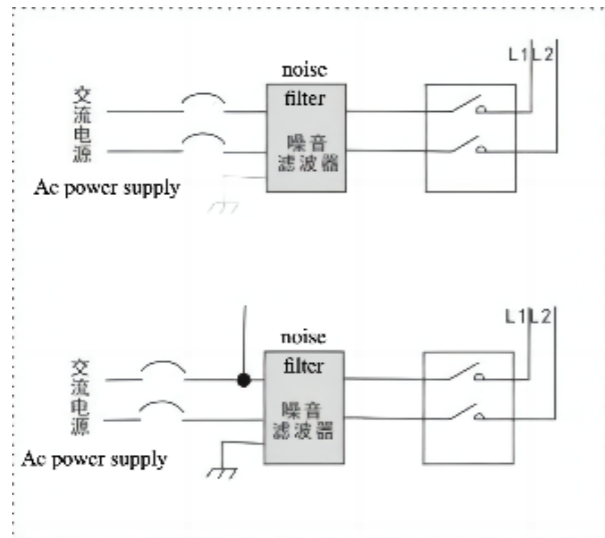 L1L2
noise
filter
交流电源
噪音
滤波器
Ac power supply
L1L2
noise
filter
交流电源
噪音
滤波器
Ac power supply